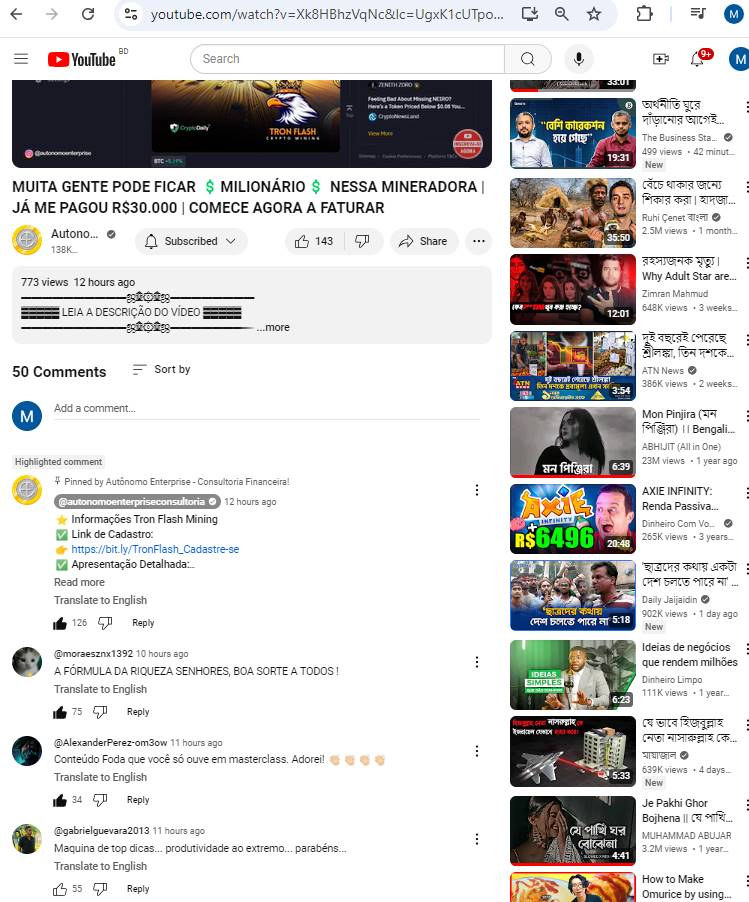 youtube.com/watch?v=Xk8HBhzVqNc&lc=UgxK1cUTpo...
M
YouTube BD
Search
9+
M
ZENITH ZORO
Feeling Bad About Missing NEIRO?
Here's a Token Priced Below $0.08 You...
CryptoNewsLand
View More
CryptoDaily
TRON FLASH
CRYPTO MINING
Top
@autonomoenterprise
BTC
INSCREVA-SE
AGORA
MUITA GENTE PODE FICAR 💲MILIONÁRIO💲 NESSA MINERADORA |
JÁ ME PAGOU R$30.000 | COMECE AGORA A FATURAR
Autono...
138K...
Subscribed
143
Share
773 views 12 hours ago
LEIA A DESCRIÇÃO DO VÍDEO
...more
50 Comments
Sort by
M
Add a comment...
Highlighted comment
Pinned by Autônomo Enterprise - Consultoria Financeira!
@autonomoenterpriseconsultoria 12 hours ago
⭐ Informações Tron Flash Mining
✅ Link de Cadastro:
👉 https://bit.ly/TronFlash_Cadastre-se
✅ Apresentação Detalhada:..
Read more
Translate to English
126 Reply
@moraesznx1392 10 hours ago
A FÓRMULA DA RIQUEZA SENHORES, BOA SORTE A TODOS !
Translate to English
75 Reply
@AlexanderPerez-om3ow 11 hours ago
Conteúdo Foda que você só ouve em masterclass. Adorei! 👏🏻 👏🏻 👏🏻 👏🏻
Translate to English
34 Reply
@gabrielguevara2013 11 hours ago
Maquina de top dicas... produtividade ao extremo... parabéns...
Translate to English
55 Reply
33:01
"বেশি কারেকশন
হয়ে গেছে"
19:31
অর্থনীতি ঘুরে
দাঁড়ানোর আগেই...
The Business Sta...
499 views • 42 minut...
New
35:50
বেঁচে থাকার জন্যে
শিকার করা। হাদজা...
Ruhi Çenet বাংলা
2.5M views • 1 month...
12:01
রহস্যজনক মৃত্যু।
Why Adult Star are...
Zimran Mahmud
648K views • 3 weeks...
দুই বছরেই পেরেছে শ্রীলঙ্কা,
ATN
NEWS
3:54
দুই বছরেই পেরেছে
শ্রীলঙ্কা, তিন দশকে...
ATN News
386K views • 2 weeks...
মন পিঞ্জিরা
6:39
Mon Pinjira (মন
পিঞ্জিরা) ।। Bengali...
ABHIJIT (All in One)
23M views • 1 year ago
AXIE
INFINITY
+
R$6496
20:48
AXIE INFINITY:
Renda Passiva...
Dinheiro Com Vo...
265K views • 3 years...
'ছাত্রদের কথায়
দেশ চলতে পারে না'
5:18
'ছাত্রদের কথায় একটা
দেশ চলতে পারে না' ...
Daily Jaijaidin
902K views • 1 day ago
New
IDEIAS
SIMPLES
6:23
Ideias de negócios
que rendem milhões
Dinheiro Limpo
111K views • 1 year...
5:33
যে ভাবে হিজবুল্লাহ
নেতা নাসরুল্লাহ কে...
মায়াজাল
639K views • 4 days...
New
যে পাখি ঘর
বোঝেনা
4:41
Je Pakhi Ghor
Bojhena || যে পাখি...
MUHAMMAD ABUJAR
3.2M views • 1 year...
How to Make
Omurice by using...